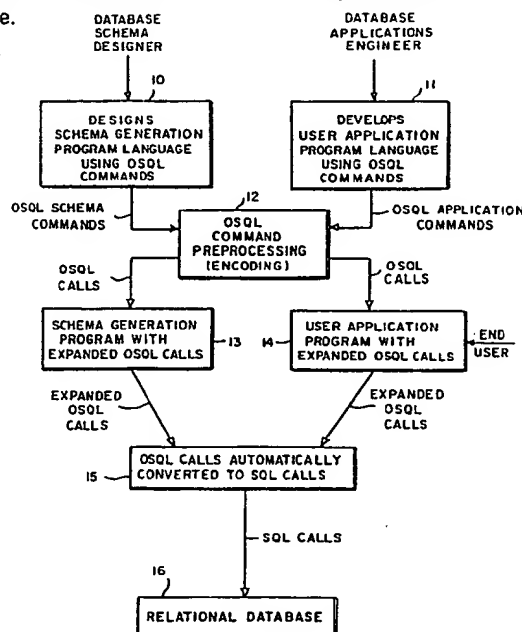 e.
DATABASE
SCHEMA
DESIGNER
DATABASE
APPLICATIONS
ENGINEER
10
11
DESIGNS
SCHEMA GENERATION
PROGRAM LANGUAGE
USING OSQL
COMMANDS
DEVELOPS
USER APPLICATION
PROGRAM LANGUAGE
USING OSQL
COMMANDS
OSQL SCHEMA
COMMANDS
12
OSQL
COMMAND
PREPROCESSING
(ENCODING)
OSQL APPLICATION
COMMANDS
OSQL
CALLS
OSQL
CALLS
SCHEMA GENERATION
PROGRAM WITH
EXPANDED OSQL CALLS
13
14
USER APPLICATION
PROGRAM WITH
EXPANDED OSQL CALLS
END
USER
EXPANDED
OSQL
CALLS
EXPANDED
OSQL
CALLS
OSQL CALLS AUTOMATICALLY
CONVERTED TO SQL CALLS
15
SQL CALLS
16
RELATIONAL DATABASE